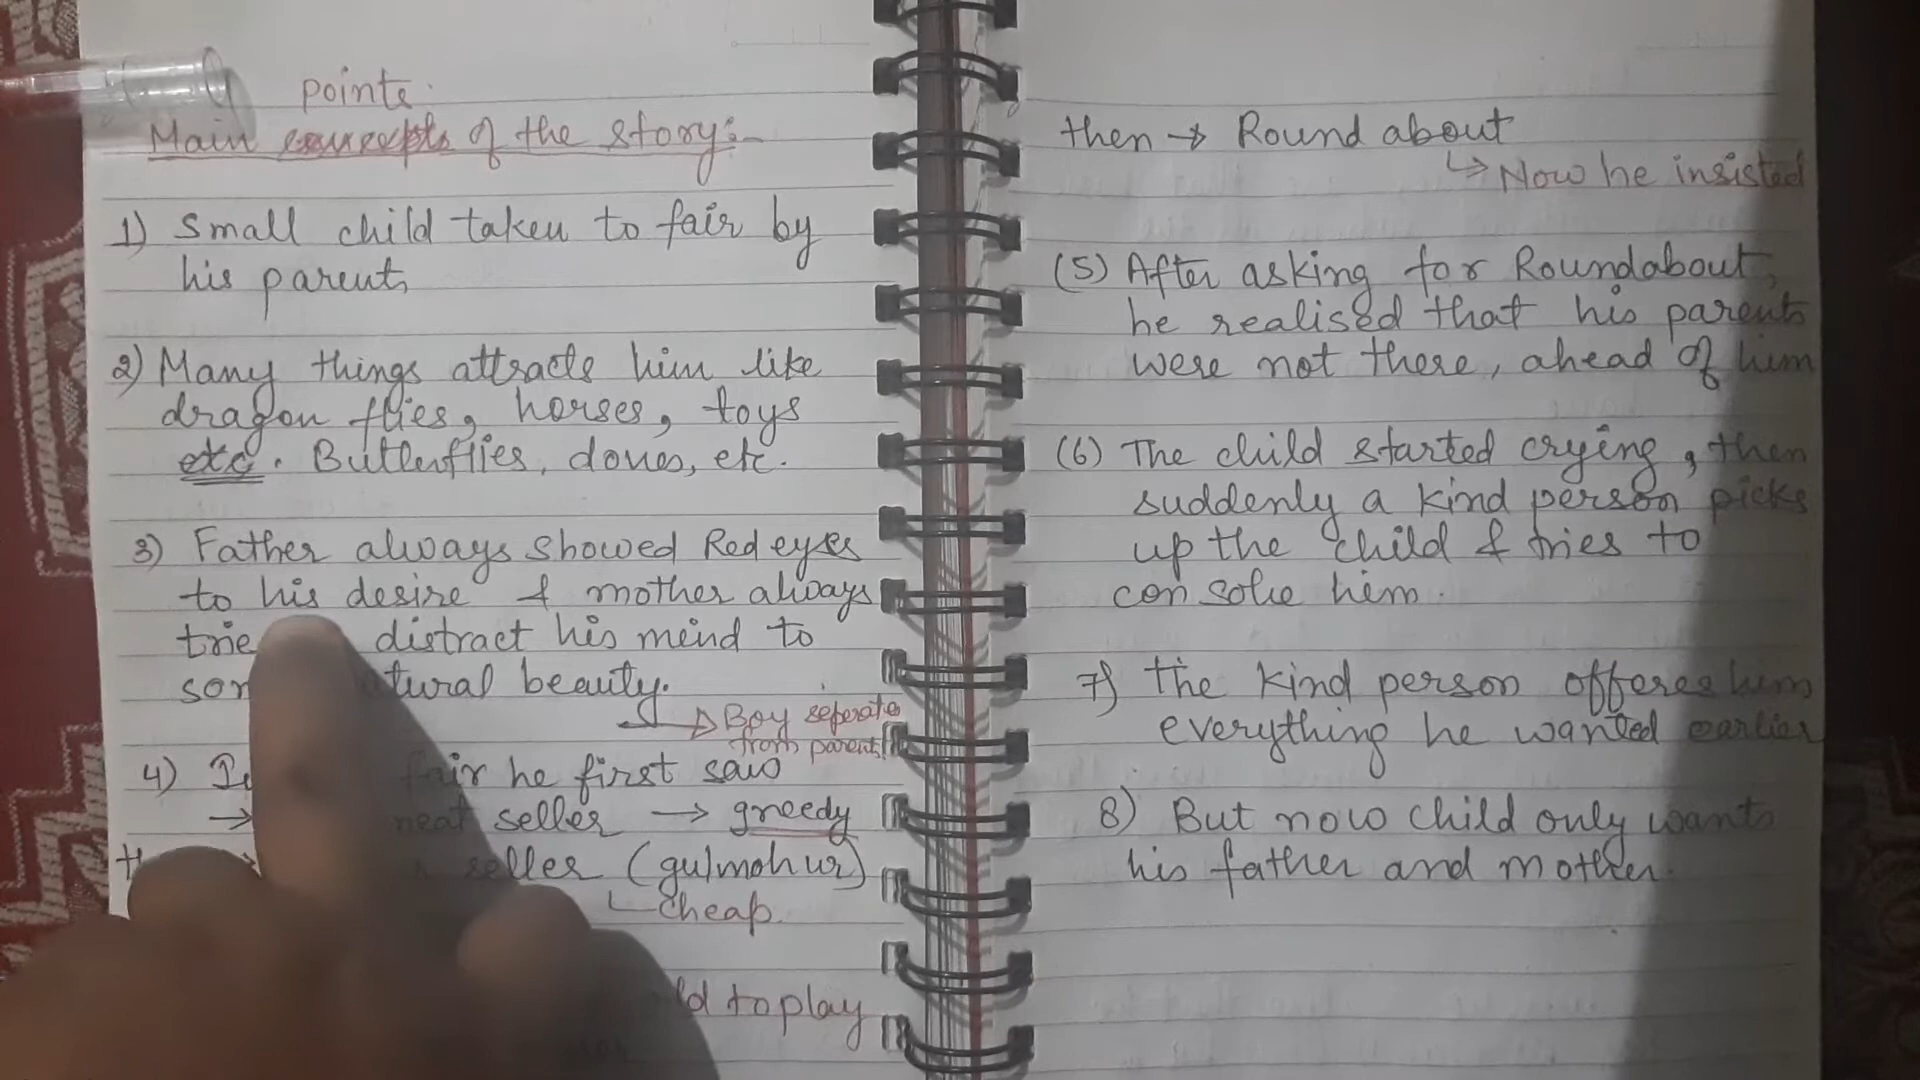 points.
Main concepts of the story:-
1) Small child taken to fair by
his parents
2) Many things attracts him like
dragon flies, horses, toys
etc. Butterflies, doves, etc.
3) Father always showed Red eyes
to his desire & mother always
trie distract his mind to
som atural beauty.
→ Boy seperates
from parents
4) I fair he first saw
→ meat seller → greedy
seller (gulmohur)
cheap.
ld to play
then → Round about
↳ Now he insisted
(5) After asking for Roundabout,
he realised that his parents
were not there, ahead of him
(6) The child started crying, then
suddenly a kind person picks
up the child & tries to
con sole him.
7) The kind person offeres him
everything he wanted earlier
8) But now child only wants
his father and mother.